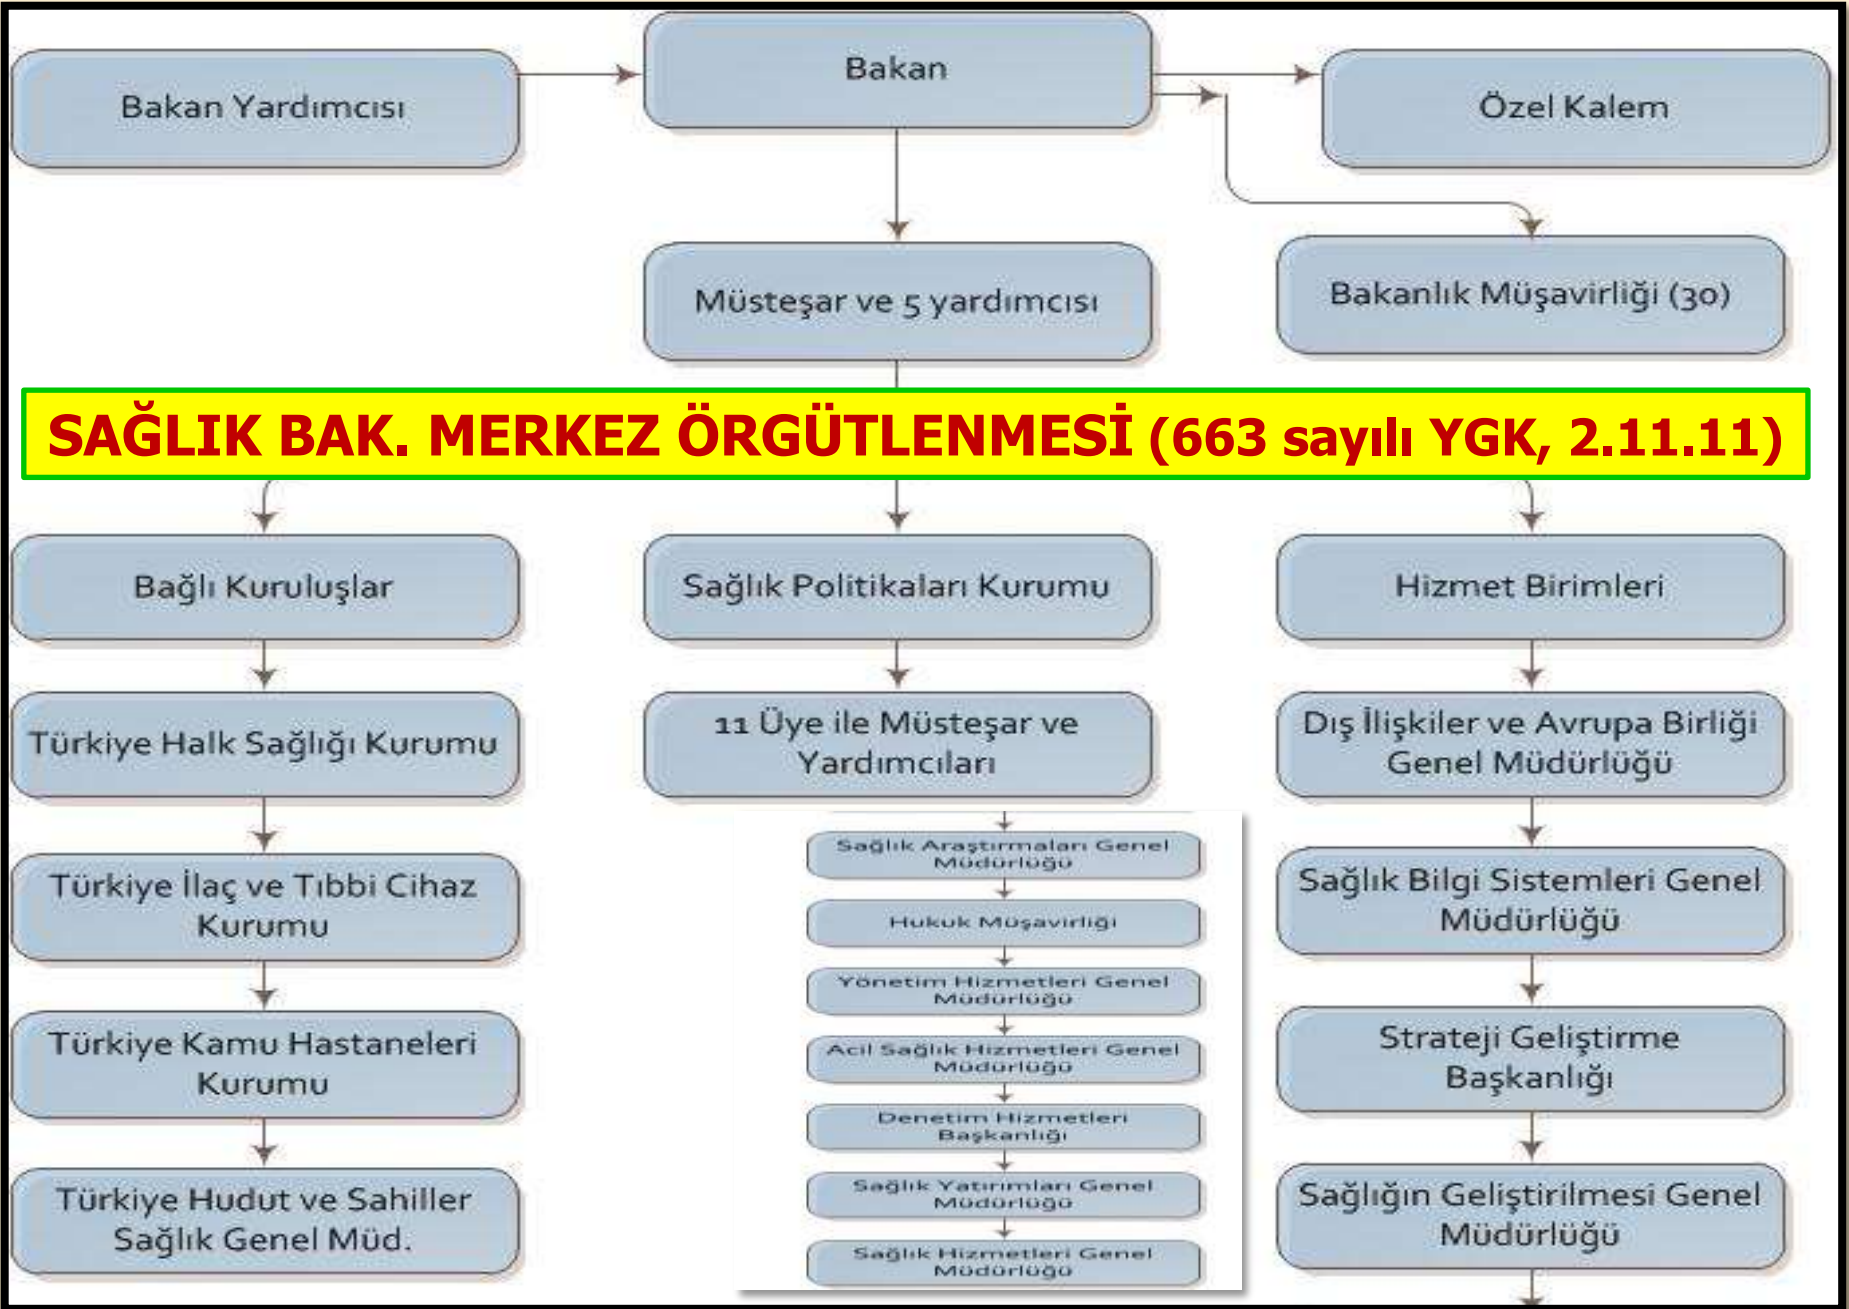 Bakan
Bakan Yardımcısı
Özel Kalem
Müsteşar ve 5 yardımcısı
Bakanlık Müşavirliği (30)
SAĞLIK BAK. MERKEZ ÖRGÜTLENMESİ (663 sayılı YGK, 2.11.11)
Bağlı Kuruluşlar
Türkiye Halk Sağlığı Kurumu
Türkiye İlaç ve Tıbbi Cihaz
Kurumu
Türkiye Kamu Hastaneleri
Kurumu
Türkiye Hudut ve Sahiller
Sağlık Genel Müd.
Sağlık Politikaları Kurumu
11 Üye ile Müsteşar ve
Yardımcıları
Sağlık Araştırmaları Genel
Müdürlüğü
Hukuk Müşavirliği
Yönetim Hizmetleri Genel
Müdürlüğü
Acil Sağlık Hizmetleri Genel
Müdürlüğü
Denetim Hizmetleri
Başkanlığı
Sağlık Yatırımları Genel
Müdürlüğü
Sağlık Hizmetleri Genel
Müdürlüğü
Hizmet Birimleri
Dış İlişkiler ve Avrupa Birliği
Genel Müdürlüğü
Sağlık Bilgi Sistemleri Genel
Müdürlüğü
Strateji Geliştirme
Başkanlığı
Sağlığın Geliştirilmesi Genel
Müdürlüğü